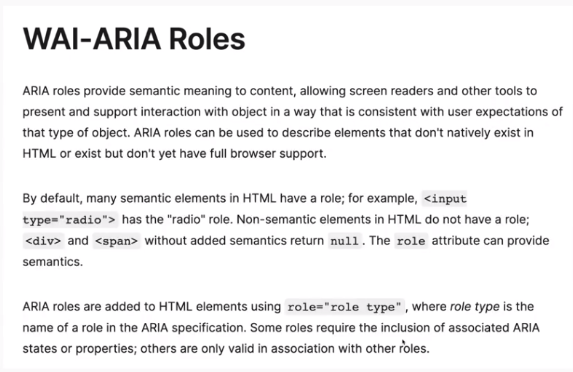 WAI-ARIA Roles
ARIA roles provide semantic meaning to content, allowing screen readers and other tools to
present and support interaction with object in a way that is consistent with user expectations of
that type of object. ARIA roles can be used to describe elements that don't natively exist in
HTML or exist but don't yet have full browser support.
By default, many semantic elements in HTML have a role; for example, <input
type="radio"> has the "radio" role. Non-semantic elements in HTML do not have a role;
<div> and <span> without added semantics return null. The role attribute can provide
semantics.
ARIA roles are added to HTML elements using role="role type", where role type is the
name of a role in the ARIA specification. Some roles require the inclusion of associated ARIA
states or properties; others are only valid in association with other roles.